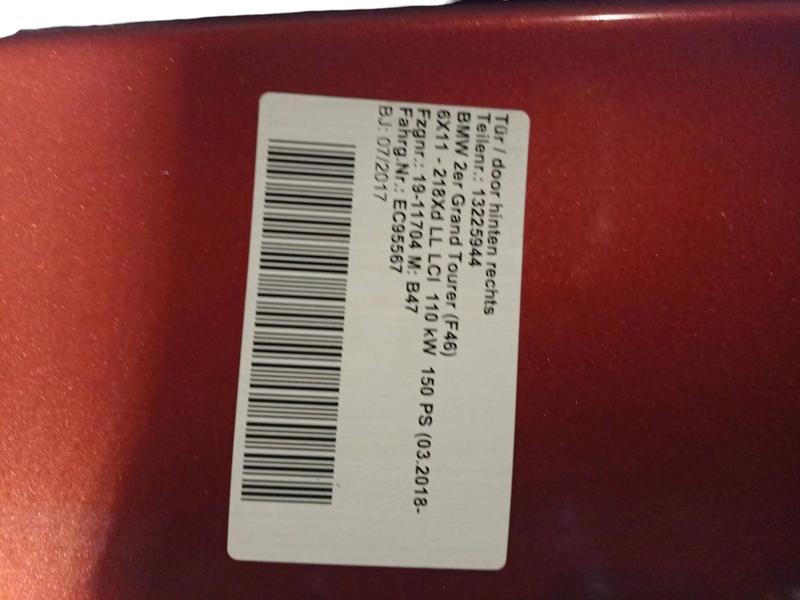 Tür / door hinten rechts
Teilenr.: 13225944
BMW 2er Grand Tourer (F46)
6X11 - 218Xd LL LCI 110 kW 150 PS (03.2018-
Fzgnr.: 19-11704 M: B47
Fahrg.Nr.: EC95567
BJ: 07/2017